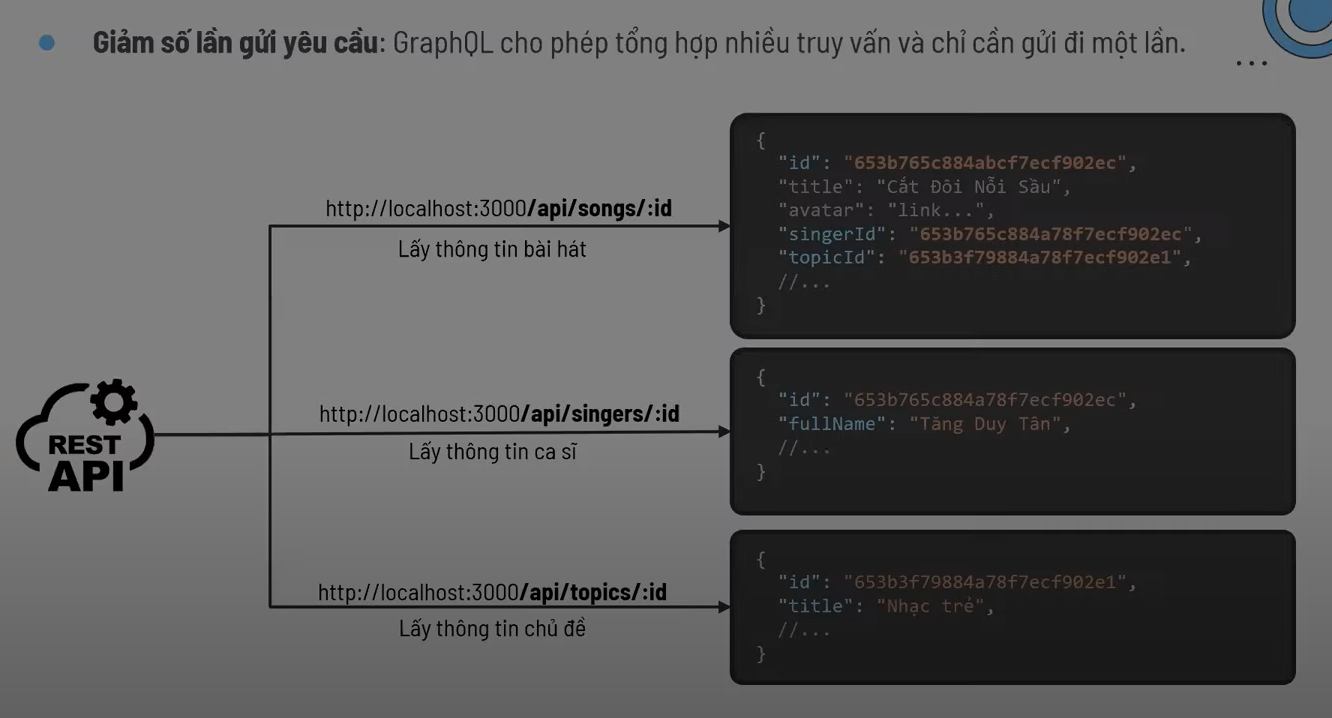 Giảm số lần gửi yêu cầu: GraphQL cho phép tổng hợp nhiều truy vấn và chỉ cần gửi đi một lần.
...
http://localhost:3000/api/songs/:id
Lấy thông tin bài hát
{
"id": "653b765c884abcf7ecf902ec",
"title": "Cắt Đôi Nỗi Sầu",
"avatar": "link...",
"singerId": "653b765c884a78f7ecf902ec",
"topicId": "653b3f79884a78f7ecf902e1",
//...
}
REST
API
http://localhost:3000/api/singers/:id
Lấy thông tin ca sĩ
{
"id": "653b765c884a78f7ecf902ec",
"fullName": "Tăng Duy Tân",
//...
}
http://localhost:3000/api/topics/:id
Lấy thông tin chủ đề
{
"id": "653b3f79884a78f7ecf902e1",
"title": "Nhạc trẻ",
//...
}